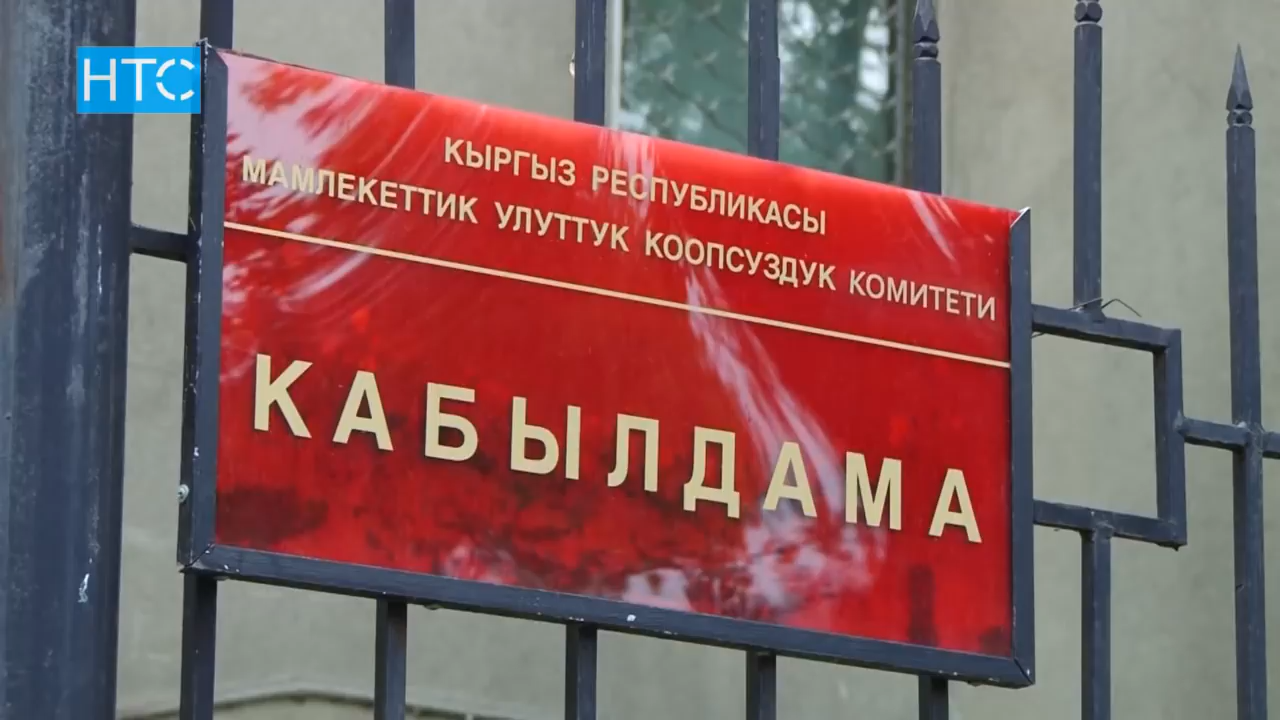 НТС
КЫРГЫЗ РЕСПУБЛИКАСЫ
МАМЛЕКЕТТИК УЛУТТУК КООПСУЗДУК КОМИТЕТИ
КАБЫЛДАМА